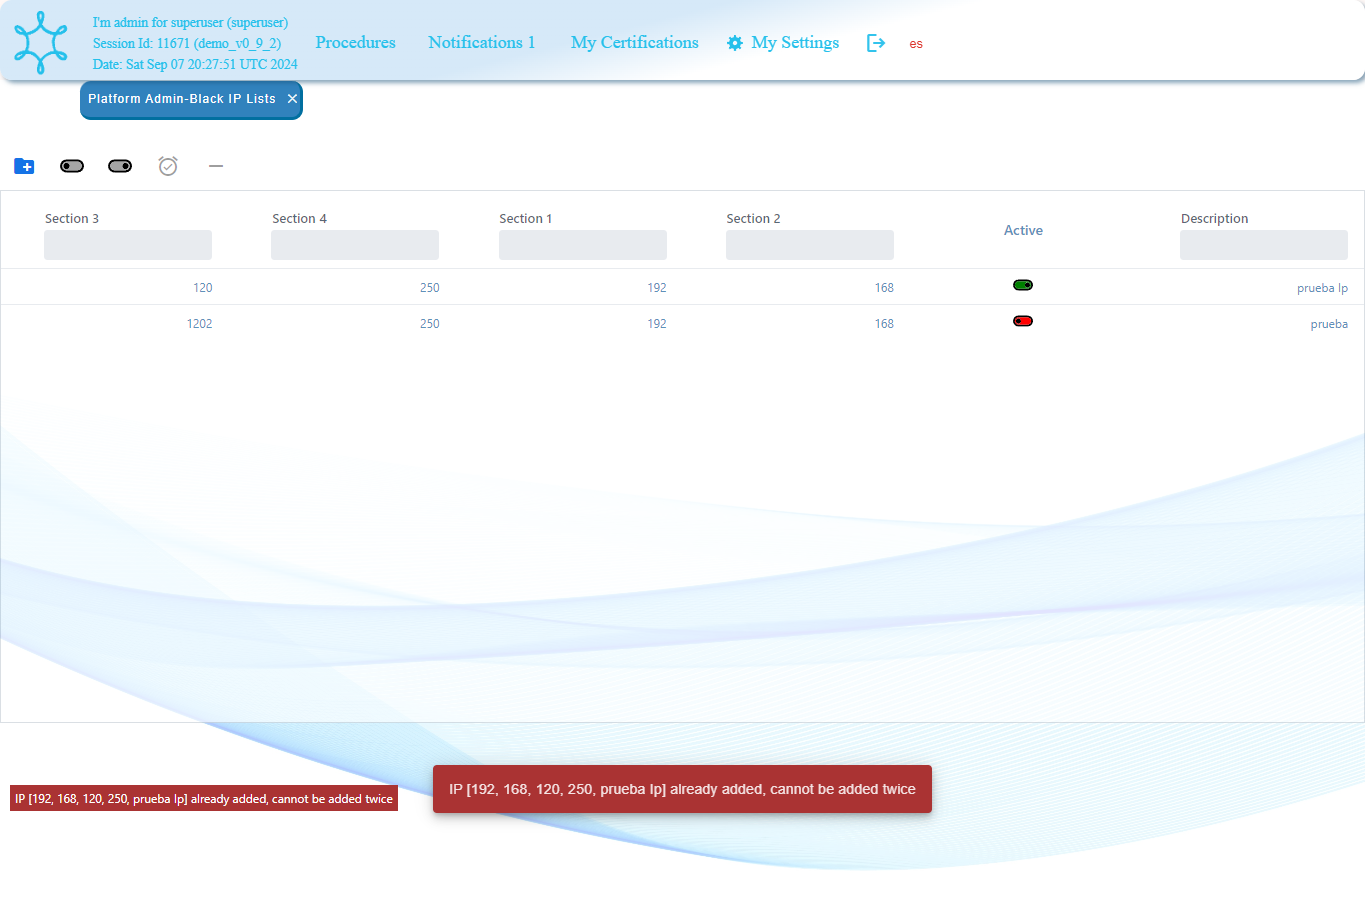 I'm admin for superuser (superuser)
Session Id: 11671 (demo_v0_9_2)
Date: Sat Sep 07 20:27:51 UTC 2024
Procedures
Notifications 1
My Certifications
My Settings
es
Platform Admin-Black IP Lists
Section 3 Section 4 Section 1 Section 2 Active Description
120 250 192 168 prueba Ip
1202 250 192 168 prueba
IP [192, 168, 120, 250, prueba Ip] already added, cannot be added twice
IP [192, 168, 120, 250, prueba Ip] already added, cannot be added twice